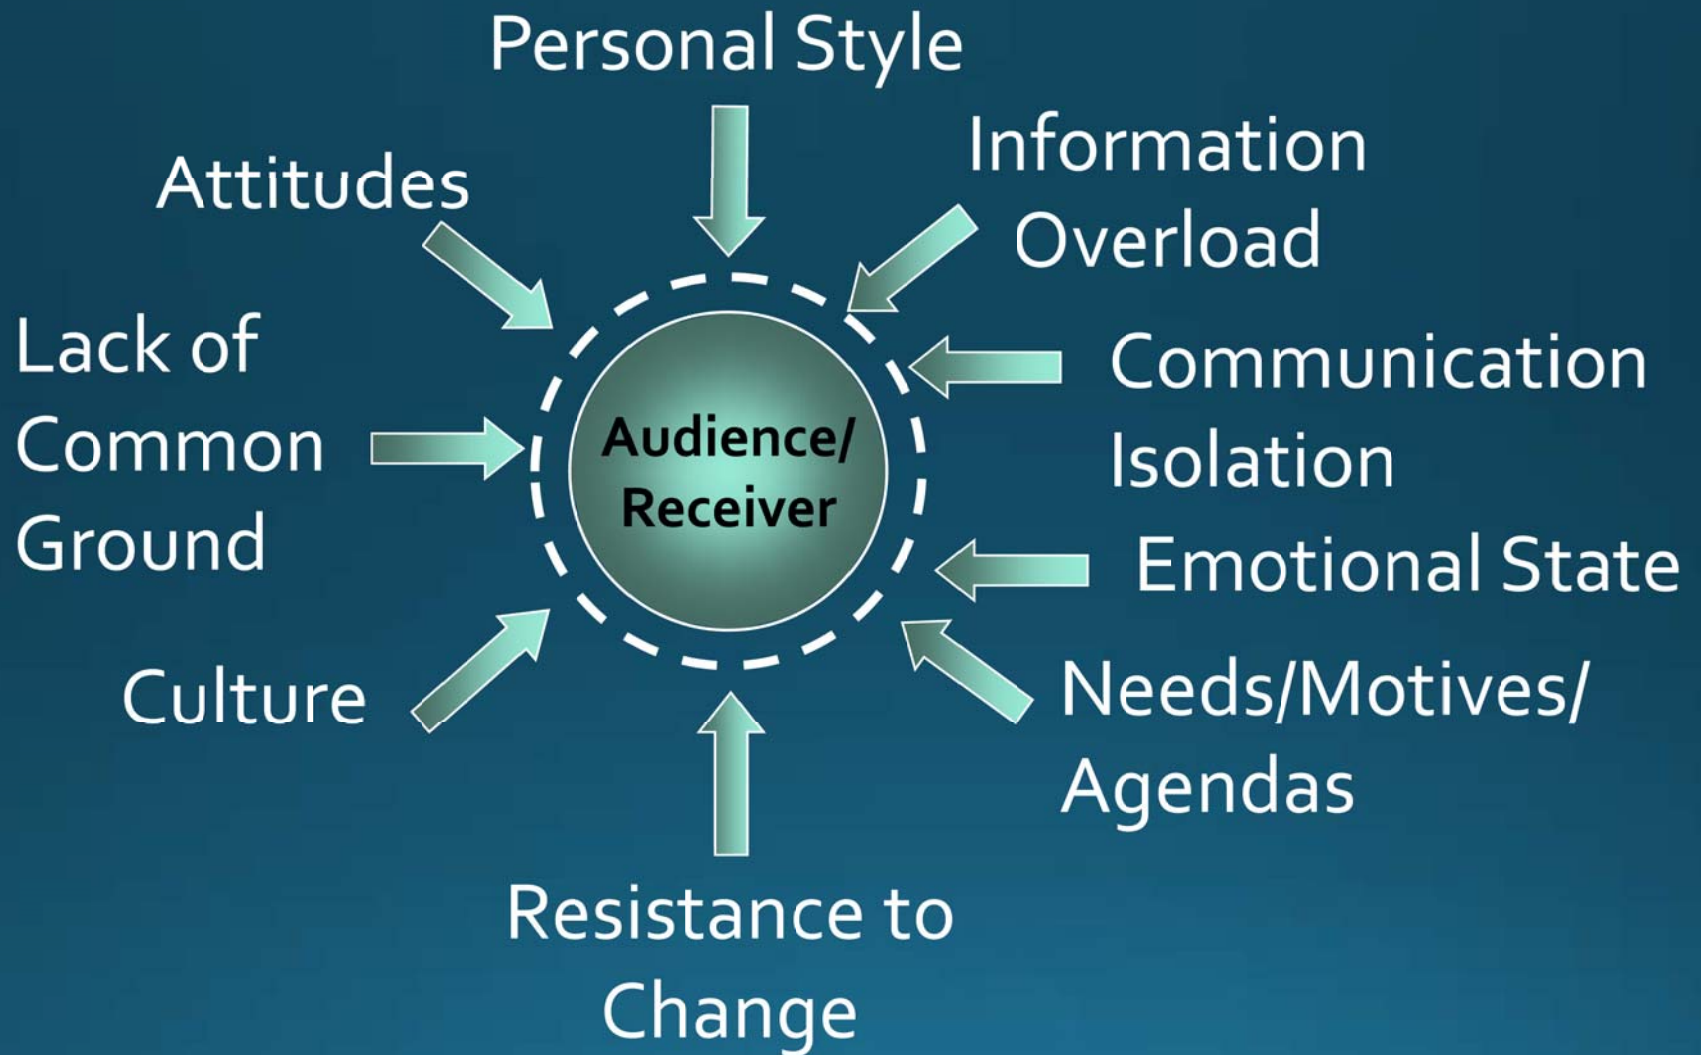 Personal Style
Attitudes
Information
Overload
Lack of
Common
Ground
Communication
Isolation
Audience/
Receiver
Emotional State
Culture
Needs/Motives/
Agendas
Resistance to
Change